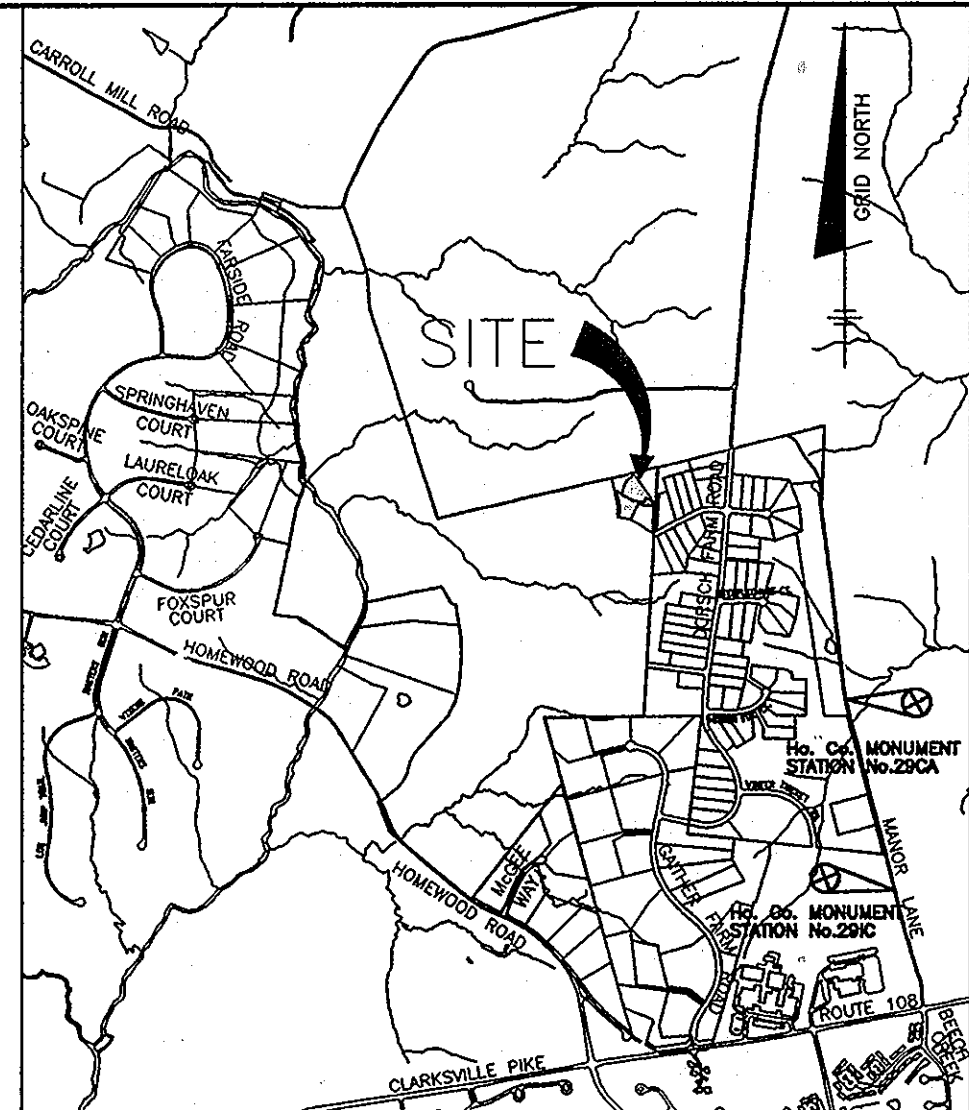 CARROLL MILL ROAD
GRID NORTH
FARSIDE ROAD
SITE
SPRINGHAVEN
COURT
OAKSPINE
COURT
LAURELOAK
COURT
CEDARLINE
COURT
DORSCH FARM ROAD
FOXSPUR
COURT
HOMEWOOD ROAD
PATH
Ho. Co. MONUMENT
STATION No.29CA
MANOR LANE
McGEE
WAY
GAITHER FARM ROAD
HOMEWOOD ROAD
Ho. Co. MONUMENT
STATION No.29IC
ROUTE 108
BEECH
CREEK
CLARKSVILLE PIKE